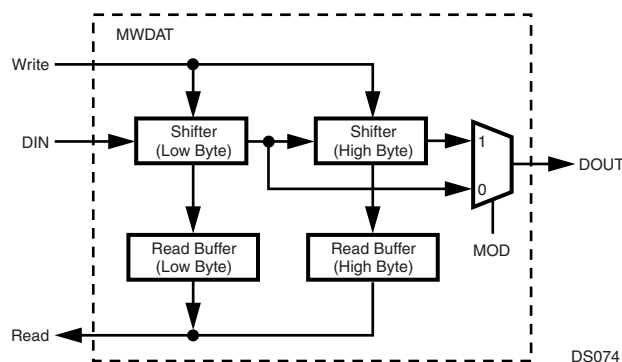 MWDAT
Write
DIN
Shifter
(Low Byte)
Shifter
(High Byte)
1
0
DOUT
Read Buffer
(Low Byte)
Read Buffer
(High Byte)
MOD
Read
DS074